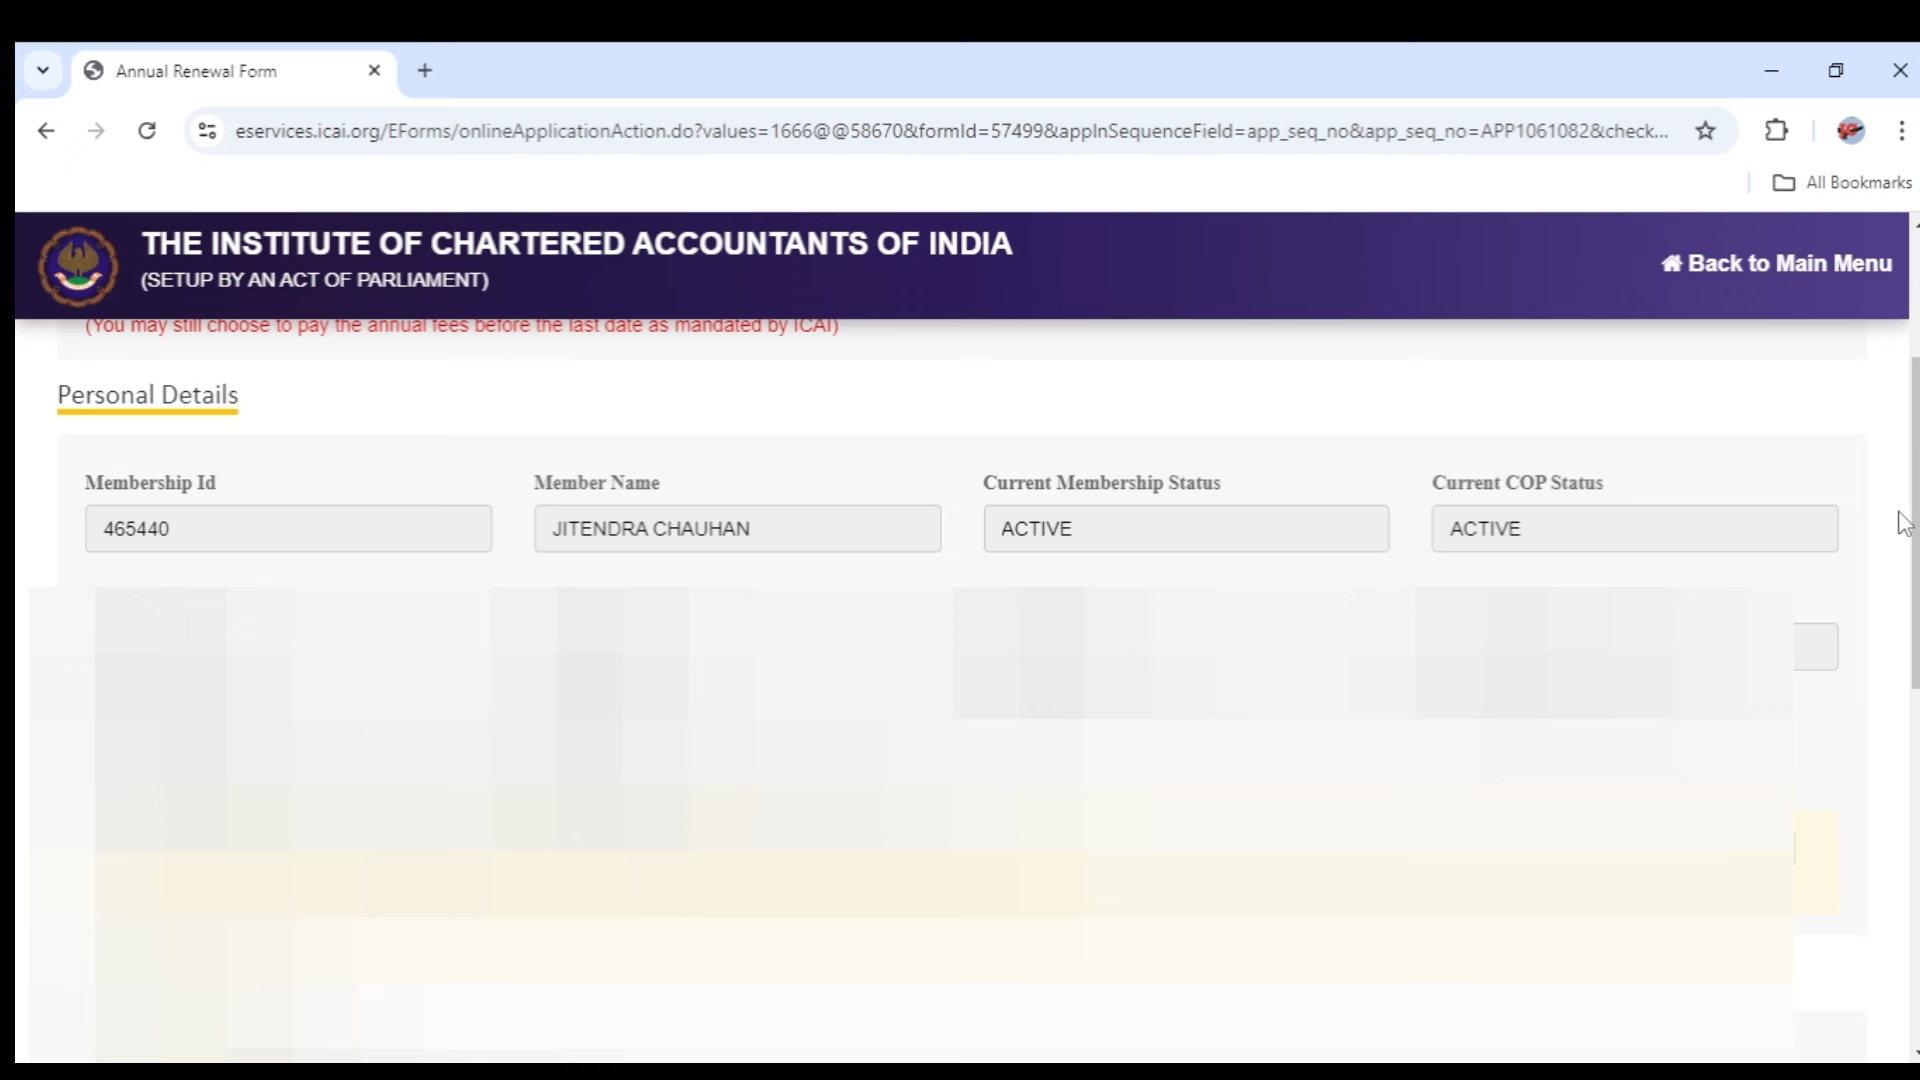 Annual Renewal Form
eservices.icai.org/EForms/onlineApplicationAction.do?values=1666@@58670&formId=57499&appInSequenceField=app_seq_no&app_seq_no=APP1061082&check...
All Bookmarks
THE INSTITUTE OF CHARTERED ACCOUNTANTS OF INDIA
(SETUP BY AN ACT OF PARLIAMENT)
Back to Main Menu
(You may still choose to pay the annual fees before the last date as mandated by ICAI)
Personal Details
Membership Id Member Name Current Membership Status Current COP Status
465440 JITENDRA CHAUHAN ACTIVE ACTIVE